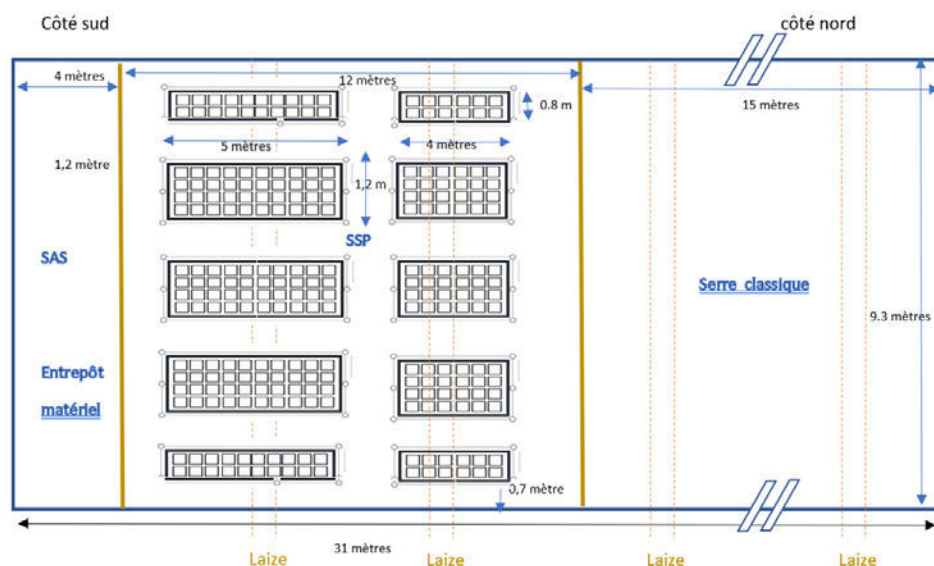 Côté sud
côté nord
4 mètres
12 mètres
15 mètres
0.8 m
5 mètres
4 mètres
1,2 mètre
1,2 m
SSP
SAS
Serre classique
9.3 mètres
Entrepôt
matériel
0,7 mètre
31 mètres
Laize
Laize
Laize
Laize